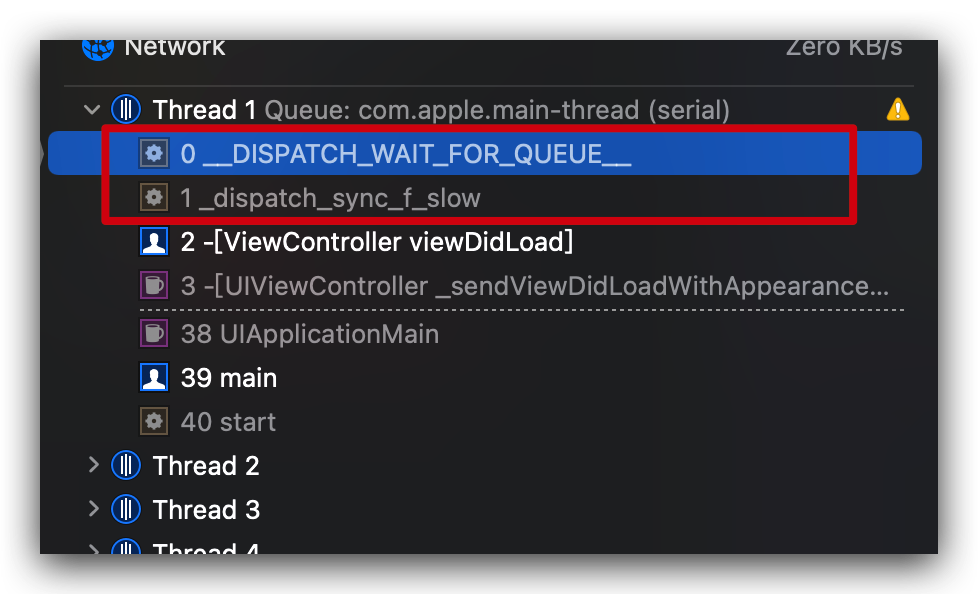 Network Zero KB/s
Thread 1 Queue: com.apple.main-thread (serial)
0 __DISPATCH_WAIT_FOR_QUEUE__
1 _dispatch_sync_f_slow
2 -[ViewController viewDidLoad]
3 -[UIViewController _sendViewDidLoadWithAppearance...
38 UIApplicationMain
39 main
40 start
Thread 2
Thread 3
Thread 4